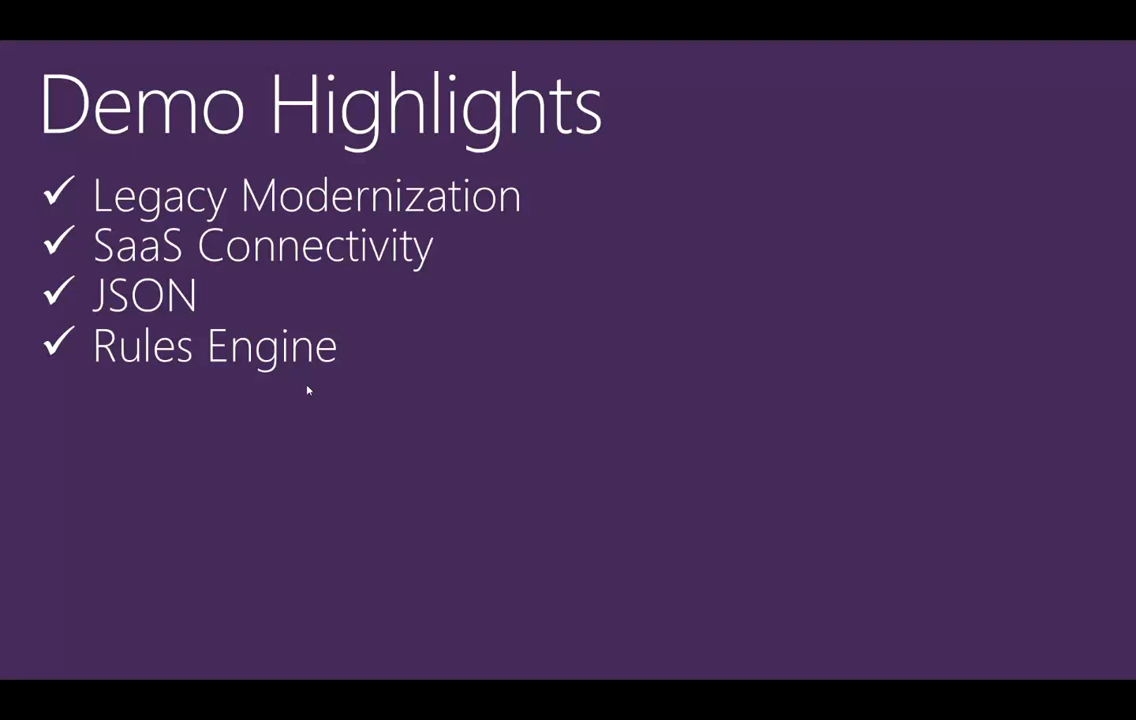 Demo Highlights
✓ Legacy Modernization
✓ SaaS Connectivity
✓ JSON
✓ Rules Engine